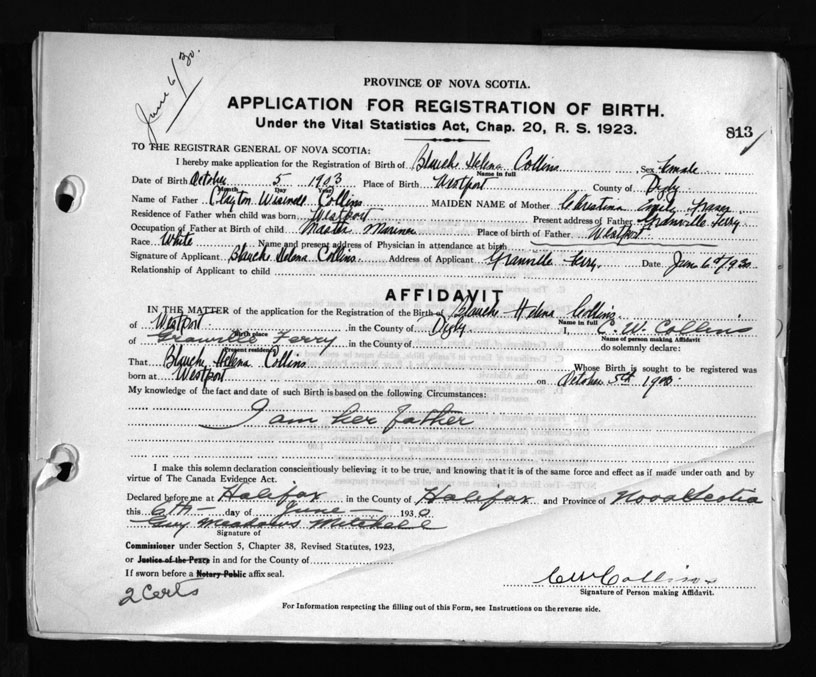 June 6/30.
PROVINCE OF NOVA SCOTIA.
APPLICATION FOR REGISTRATION OF BIRTH.
Under the Vital Statistics Act, Chap. 20, R. S. 1923.
813
TO THE REGISTRAR GENERAL OF NOVA SCOTIA:
I hereby make application for the Registration of Birth of Blanche Helena Collins Sex Female
Name in full
Date of Birth October 5 1903 Place of Birth Westport County of Digby
Month Day Year
Name of Father Clayton Collins MAIDEN NAME of Mother Christina Emily Fraser
Residence of Father when child was born Westport Present address of Father Granville Ferry
Occupation of Father at Birth of child Master Mariner Place of birth of Father Westport
Race White Name and present address of Physician in attendance at birth
Signature of Applicant Blanche Helena Collins Address of Applicant Granville Ferry. Date June 6th/930
Relationship of Applicant to child
AFFIDAVIT
IN THE MATTER of the application for the Registration of the Birth of Blanche Helena Collins
Name in full
of Westport in the County of Digby I, C. W. Collins
Birth place Name of person making Affidavit
of Granville Ferry in the County of do solemnly declare:
Present residence
That Blanche Helena Collins Whose Birth is sought to be registered was
born at Westport on October 5th 1903.
My knowledge of the fact and date of such Birth is based on the following Circumstances:
I am her father
I make this solemn declaration conscientiously believing it to be true, and knowing that it is of the same force and effect as if made under oath and by
virtue of The Canada Evidence Act.
Declared before me at Halifax in the County of Halifax and Province of Nova Scotia
this 6th day of June 1930
Guy Meadows Mitchell
Signature of
Commissioner under Section 5, Chapter 38, Revised Statutes, 1923,
or Justice of the Peace in and for the County of
If sworn before a Notary Public affix seal.
C W Collins
Signature of Person making Affidavit.
2 Certs
For Information respecting the filling out of this Form, see Instructions on the reverse side.